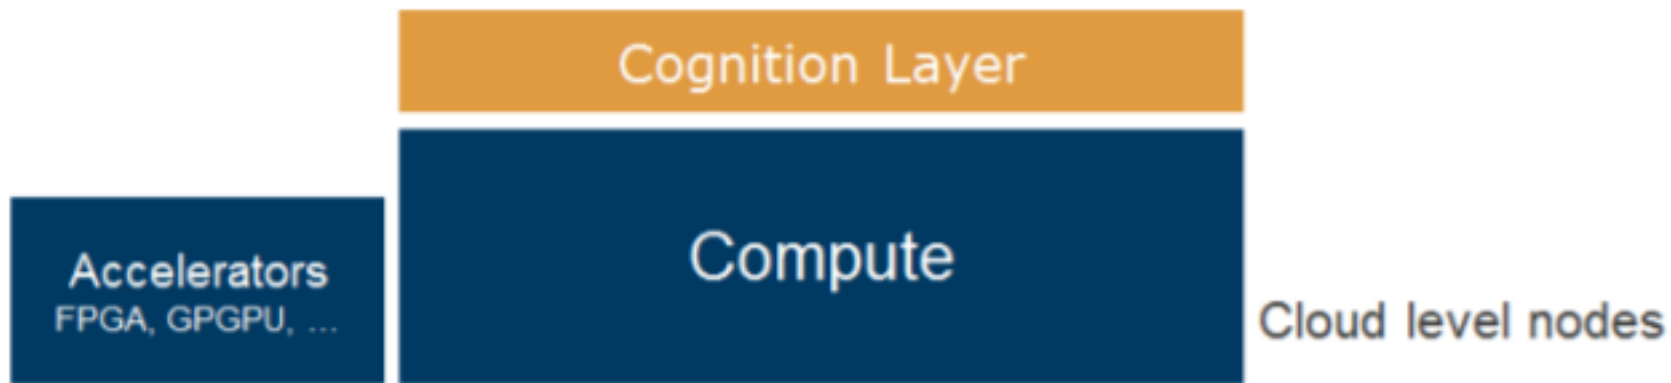 Cognition Layer
Compute
Accelerators
FPGA, GPGPU, ...
Cloud level nodes